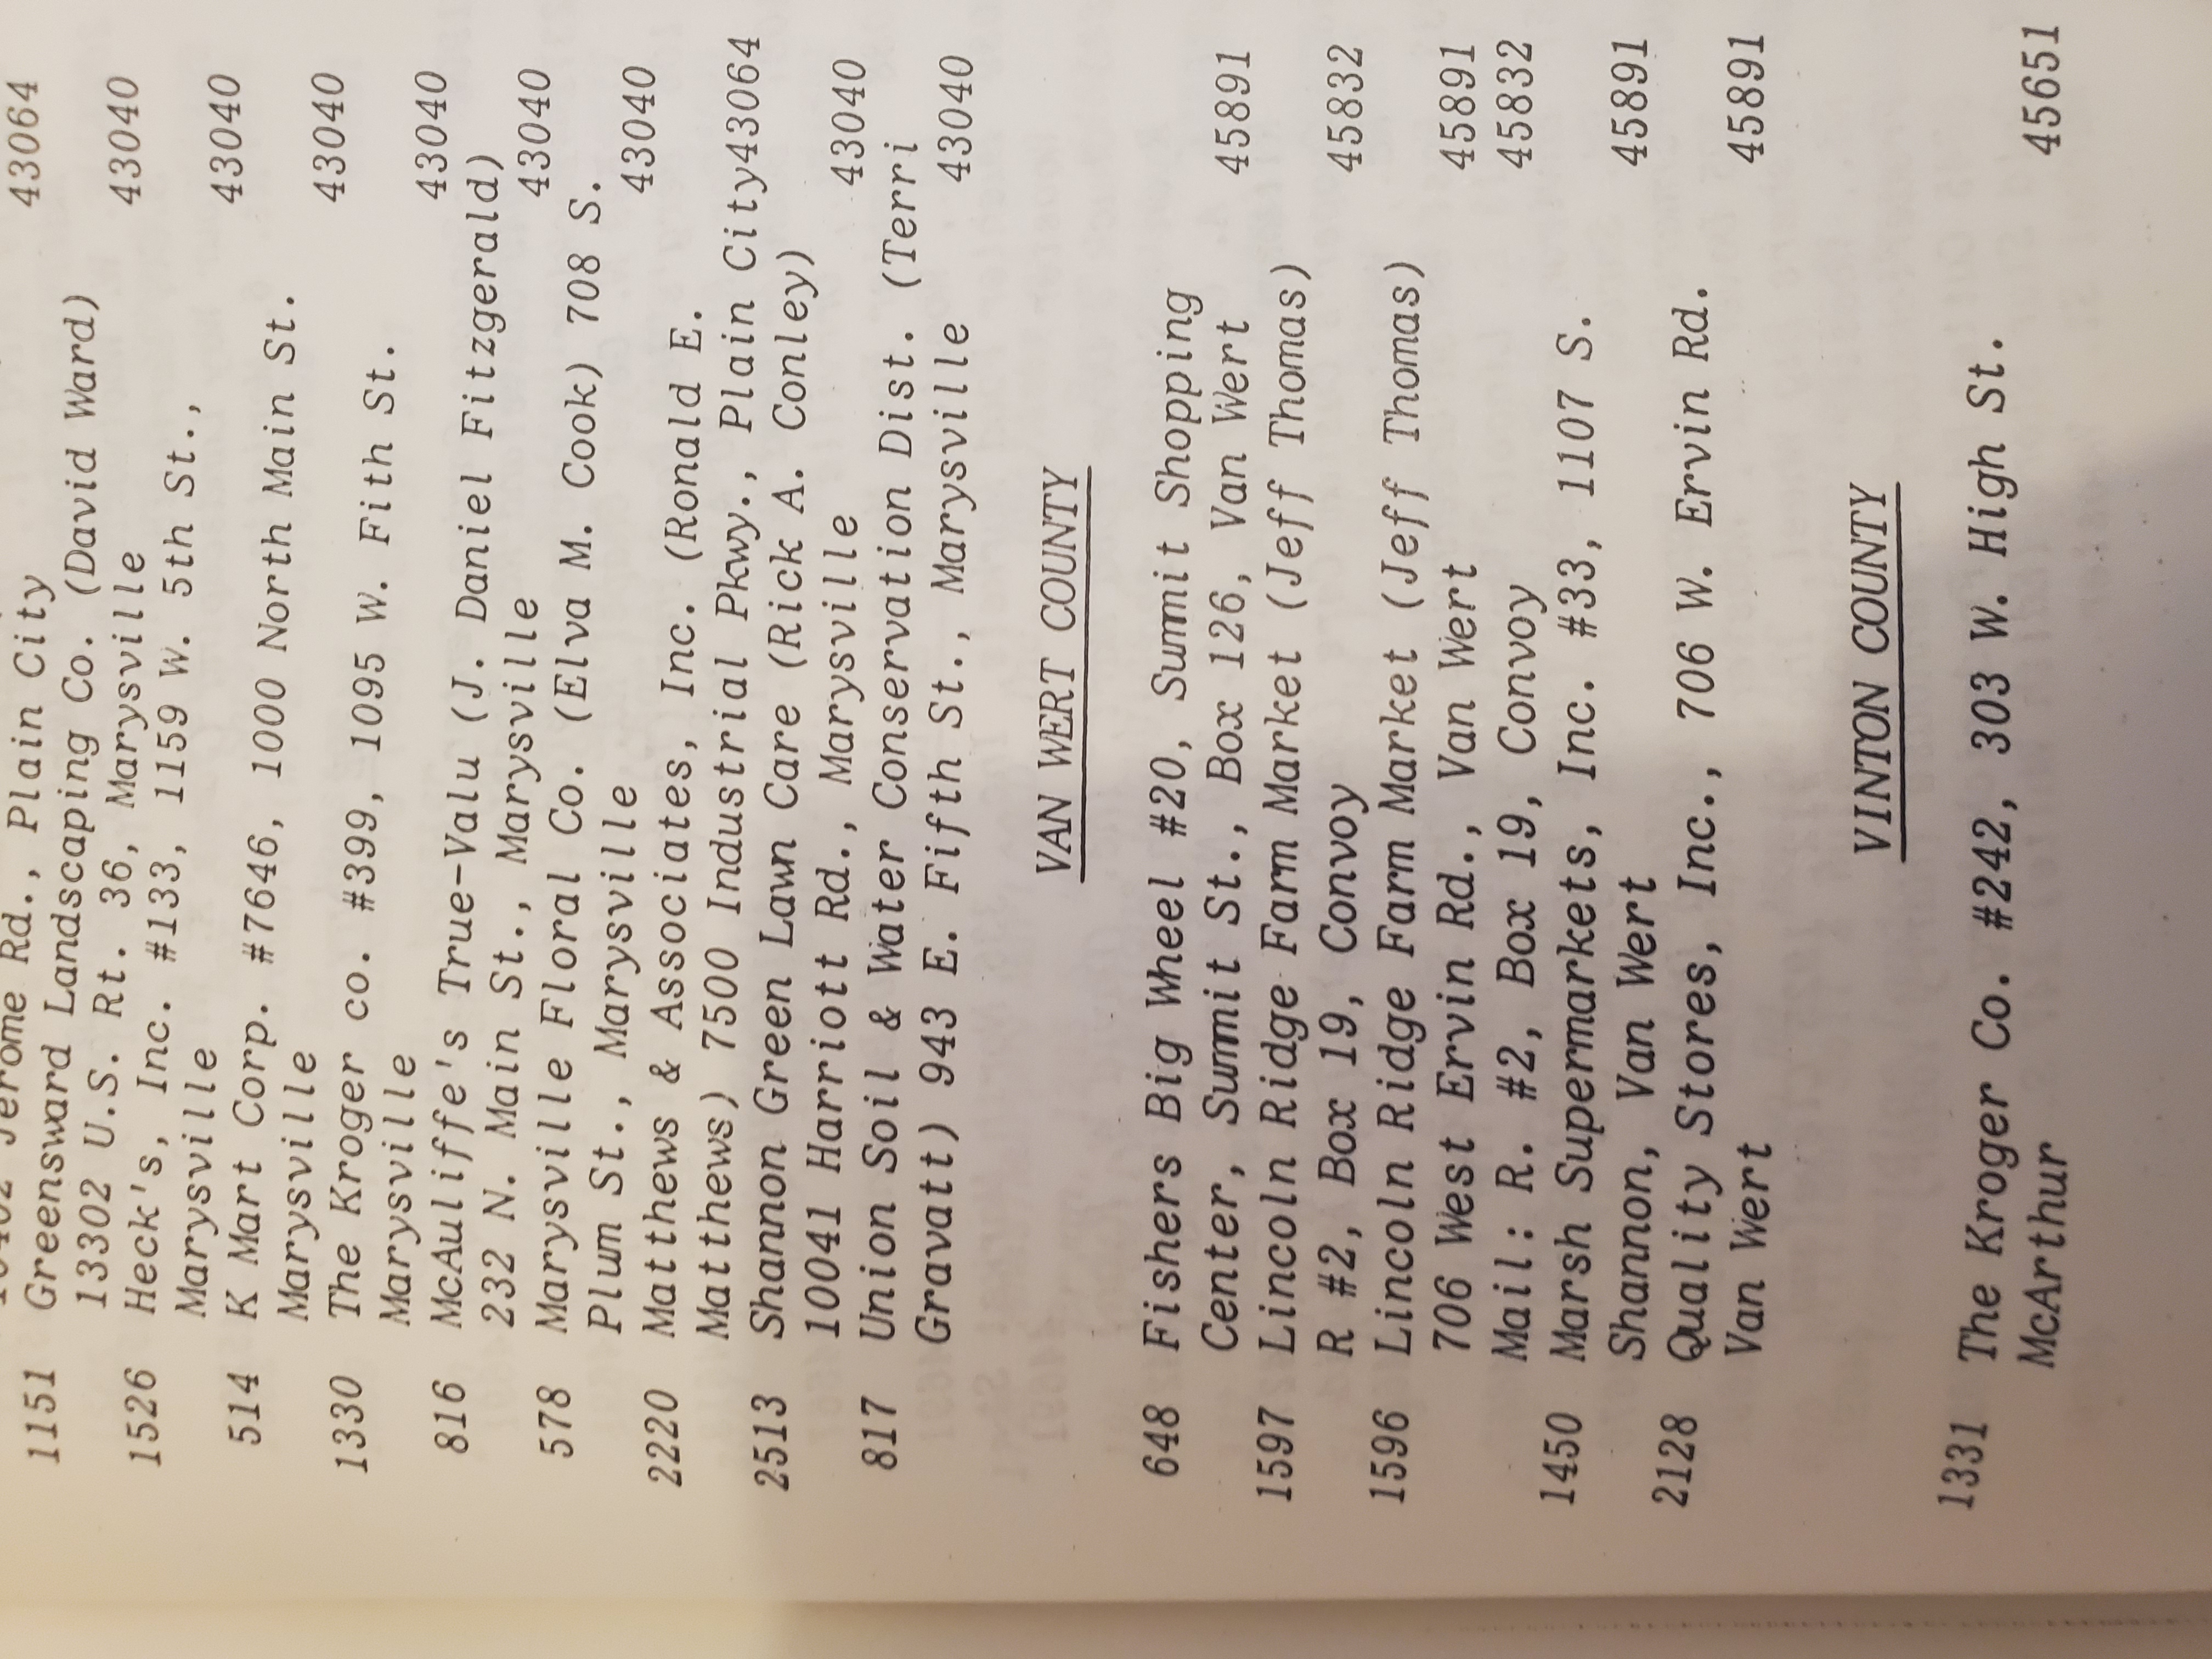 Jerome Rd., Plain City 43064
1151 Greensward Landscaping Co. (David Ward)
13302 U.S. Rt. 36, Marysville 43040
1526 Heck's, Inc. #133, 1159 W. 5th St.,
Marysville 43040
514 K Mart Corp. #7646, 1000 North Main St.
Marysville 43040
1330 The Kroger co. #399, 1095 W. Fith St.
Marysville 43040
816 McAuliffe's True-Valu (J. Daniel Fitzgerald)
232 N. Main St., Marysville 43040
578 Marysville Floral Co. (Elva M. Cook) 708 S.
Plum St., Marysville 43040
2220 Matthews & Associates, Inc. (Ronald E.
Matthews) 7500 Industrial Pkwy., Plain City43064
2513 Shannon Green Lawn Care (Rick A. Conley)
10041 Harriott Rd., Marysville 43040
817 Union Soil & Water Conservation Dist. (Terri
Gravatt) 943 E. Fifth St., Marysville 43040
VAN WERT COUNTY
648 Fishers Big Wheel #20, Summit Shopping
Center, Summit St., Box 126, Van Wert 45891
1597 Lincoln Ridge Farm Market (Jeff Thomas)
R #2, Box 19, Convoy 45832
1596 Lincoln Ridge Farm Market (Jeff Thomas)
706 West Ervin Rd., Van Wert 45891
Mail: R. #2, Box 19, Convoy 45832
1450 Marsh Supermarkets, Inc. #33, 1107 S.
Shannon, Van Wert 45891
2128 Quality Stores, Inc., 706 W. Ervin Rd.
Van Wert 45891
VINTON COUNTY
1331 The Kroger Co. #242, 303 W. High St.
McArthur 45651